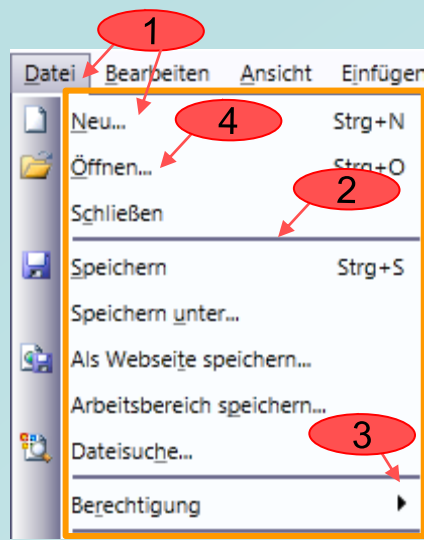 1
Datei Bearbeiten Ansicht Einfügen
Neu... Strg+N
4
Öffnen... Strg+O
2
Schließen
Speichern Strg+S
Speichern unter...
Als Webseite speichern...
Arbeitsbereich speichern...
3
Dateisuche...
Berechtigung